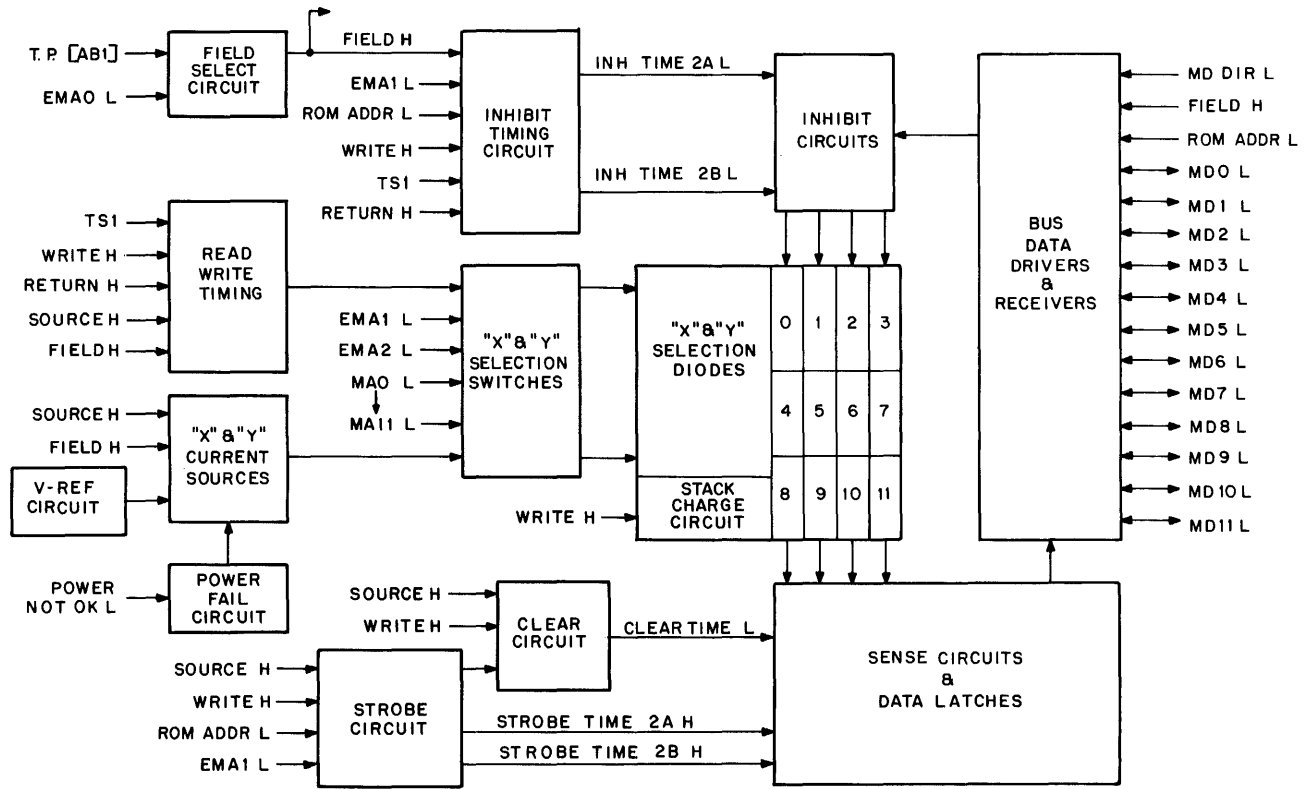 T.P. [AB1]
EMA0 L
FIELD
SELECT
CIRCUIT
FIELD H
EMA1 L
ROM ADDR L
WRITE H
TS1
RETURN H
INHIBIT
TIMING
CIRCUIT
INH TIME 2A L
INH TIME 2B L
INHIBIT
CIRCUITS
BUS
DATA
DRIVERS
&
RECEIVERS
MD DIR L
FIELD H
ROM ADDR L
MD0 L
MD1 L
MD2 L
MD3 L
MD4 L
MD5 L
MD6 L
MD7 L
MD8 L
MD9 L
MD10 L
MD11 L
TS1
WRITE H
RETURN H
SOURCE H
FIELD H
READ
WRITE
TIMING
EMA1 L
EMA2 L
MA0 L
MA11 L
"X" & "Y"
SELECTION
SWITCHES
"X" & "Y"
SELECTION
DIODES
0 1 2 3
4 5 6 7
8 9 10 11
STACK
CHARGE
CIRCUIT
WRITE H
SOURCE H
FIELD H
V-REF
CIRCUIT
"X" & "Y"
CURRENT
SOURCES
POWER
NOT OK L
POWER
FAIL
CIRCUIT
SOURCE H
WRITE H
CLEAR
CIRCUIT
CLEAR TIME L
SOURCE H
WRITE H
ROM ADDR L
EMA1 L
STROBE
CIRCUIT
STROBE TIME 2A H
STROBE TIME 2B H
SENSE CIRCUITS
&
DATA LATCHES